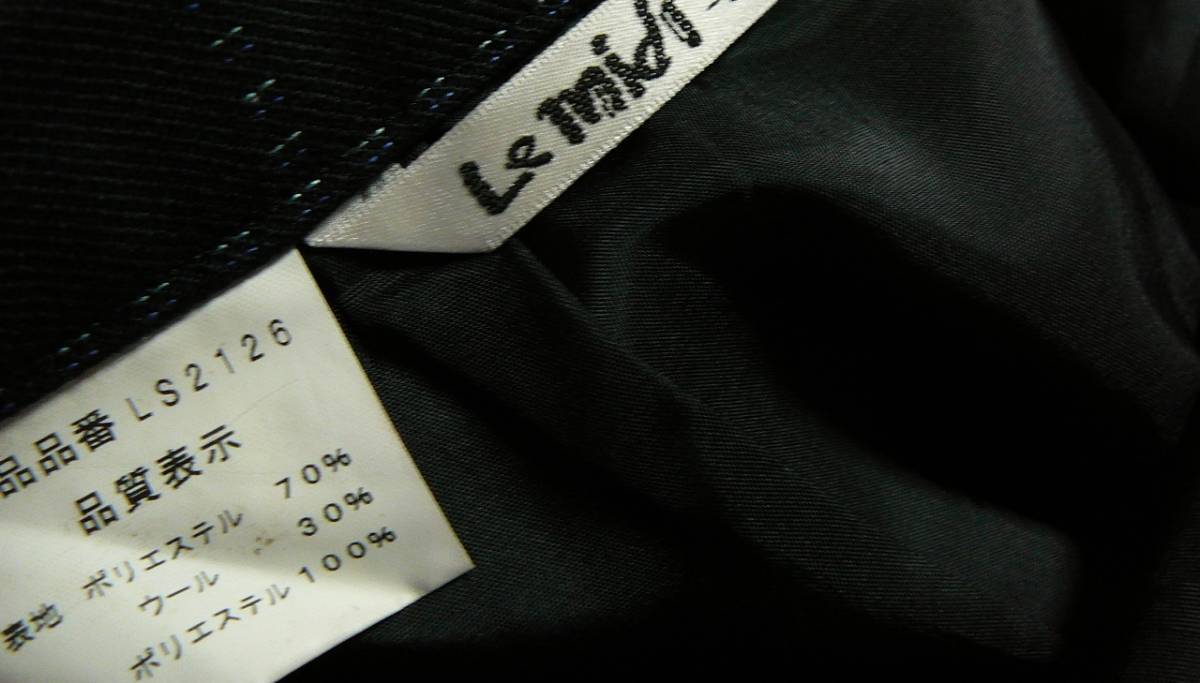 Le midi
品品番 LS2126
品質表示
表地 ポリエステル 70%
ウール 30%
ポリエステル 100%